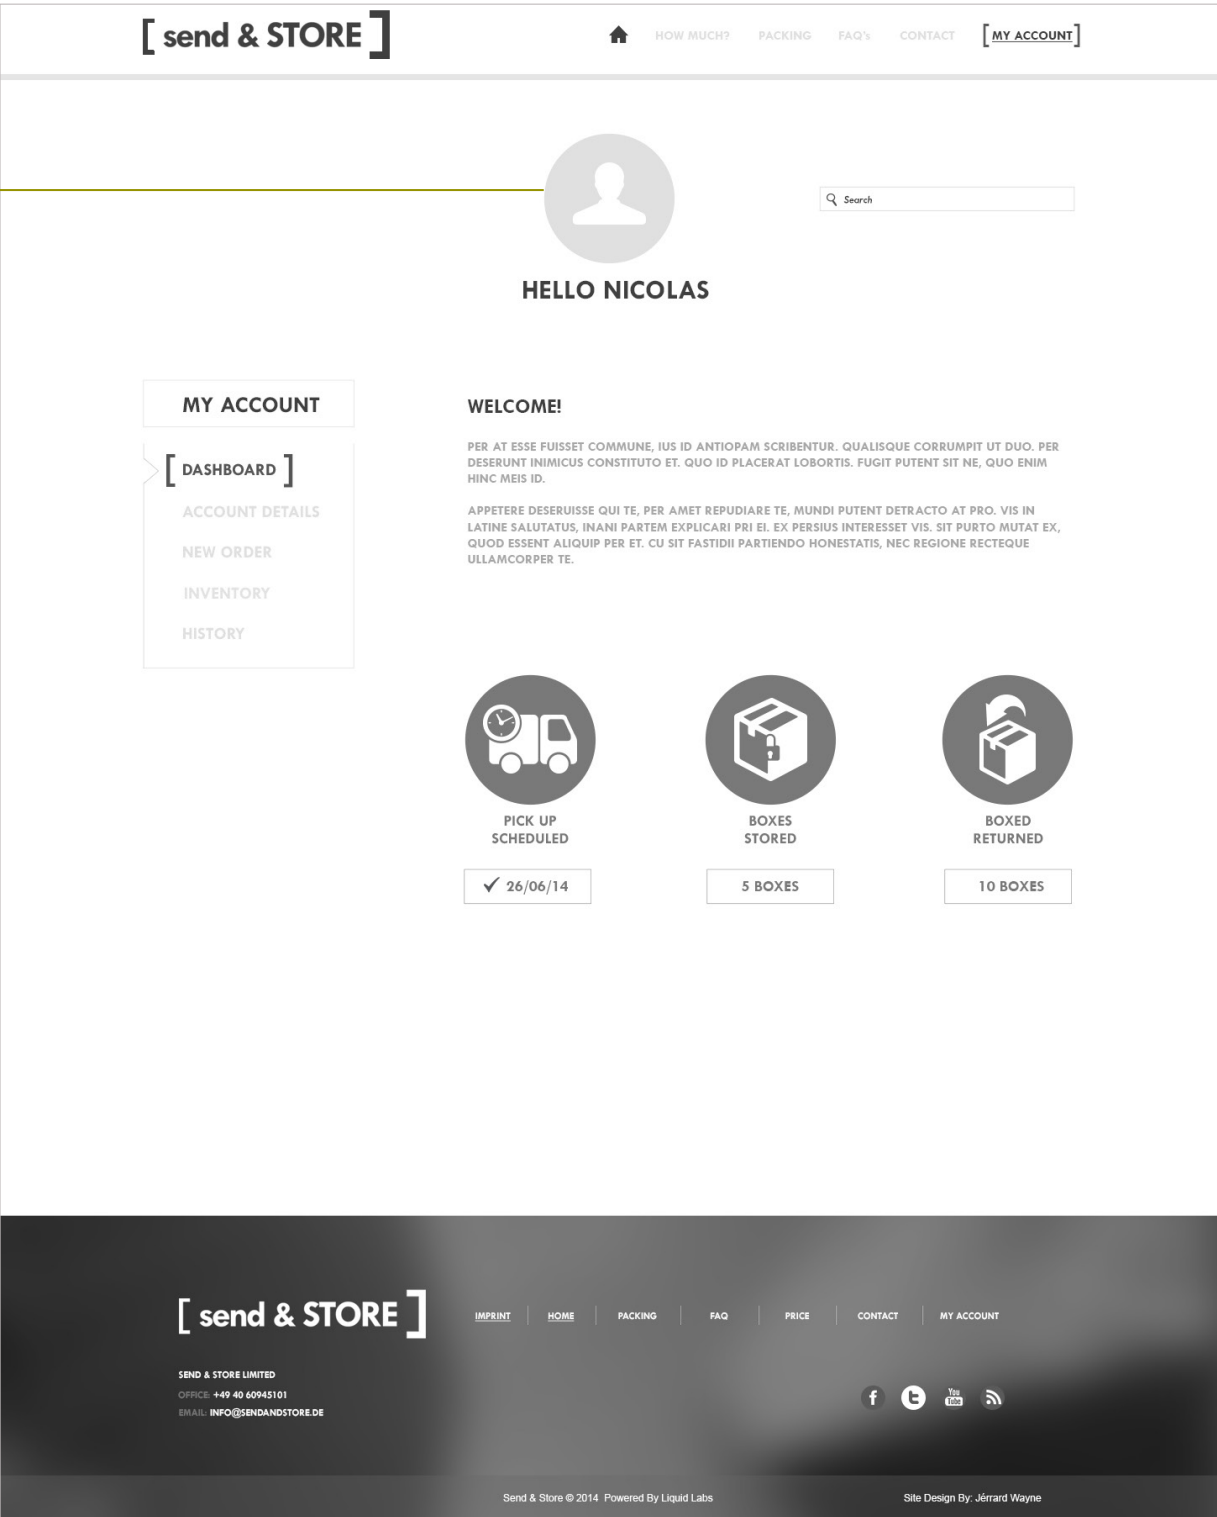 [ send & STORE ]
HOW MUCH? PACKING FAQ's CONTACT [MY ACCOUNT]
Search
HELLO NICOLAS
MY ACCOUNT
[ DASHBOARD ]
ACCOUNT DETAILS
NEW ORDER
INVENTORY
HISTORY
WELCOME!
PER AT ESSE FUISSET COMMUNE, IUS ID ANTIOPAM SCRIBENTUR. QUALISQUE CORRUMPIT UT DUO. PER
DESERUNT INIMICUS CONSTITUTO ET. QUO ID PLACERAT LOBORTIS. FUGIT PUTENT SIT NE, QUO ENIM
HINC MEIS ID.
APPETERE DESERUISSE QUI TE, PER AMET REPUDIARE TE, MUNDI PUTENT DETRACTO AT PRO. VIS IN
LATINE SALUTATUS, INANI PARTEM EXPLICARI PRI EI. EX PERSIUS INTERESSET VIS. SIT PURTO MUTAT EX,
QUOD ESSENT ALIQUIP PER ET. CU SIT FASTIDII PARTIENDO HONESTATIS, NEC REGIONE RECTEQUE
ULLAMCORPER TE.
PICK UP
SCHEDULED
26/06/14
BOXES
STORED
5 BOXES
BOXED
RETURNED
10 BOXES
[ send & STORE ]
IMPRINT HOME PACKING FAQ PRICE CONTACT MY ACCOUNT
SEND & STORE LIMITED
OFFICE: +49 40 60945101
EMAIL: INFO@SENDANDSTORE.DE
You
Tube
Send & Store © 2014 Powered By Liquid Labs
Site Design By: Jérrard Wayne